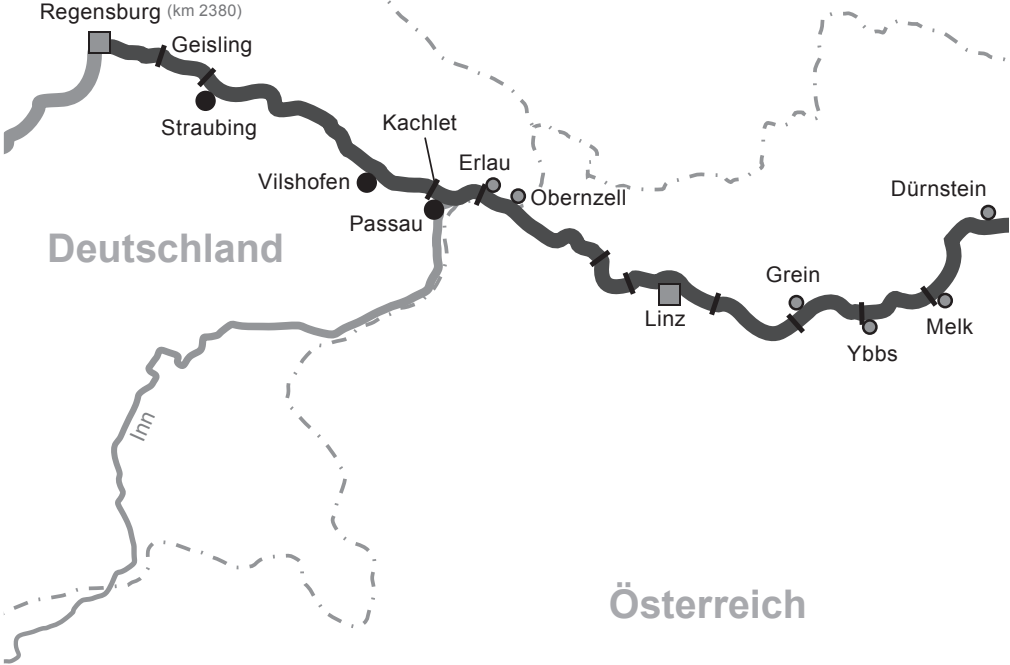 Regensburg (km 2380)
Geisling
Straubing
Kachlet
Erlau
Vilshofen
Obernzell
Dürnstein
Passau
Deutschland
Grein
Linz
Melk
Ybbs
Inn
Österreich